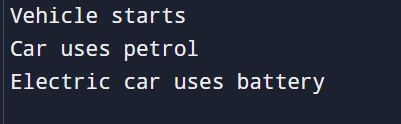 Vehicle starts
Car uses petrol
Electric car uses battery